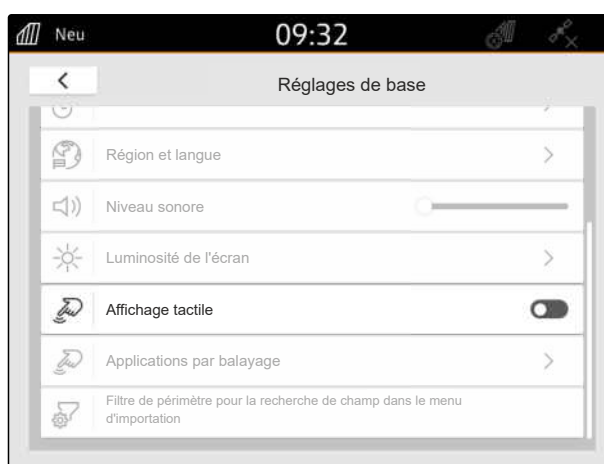 Neu
09:32
Réglages de base
Région et langue
Niveau sonore
Luminosité de l'écran
Affichage tactile
Applications par balayage
Filtre de périmètre pour la recherche de champ dans le menu
d'importation